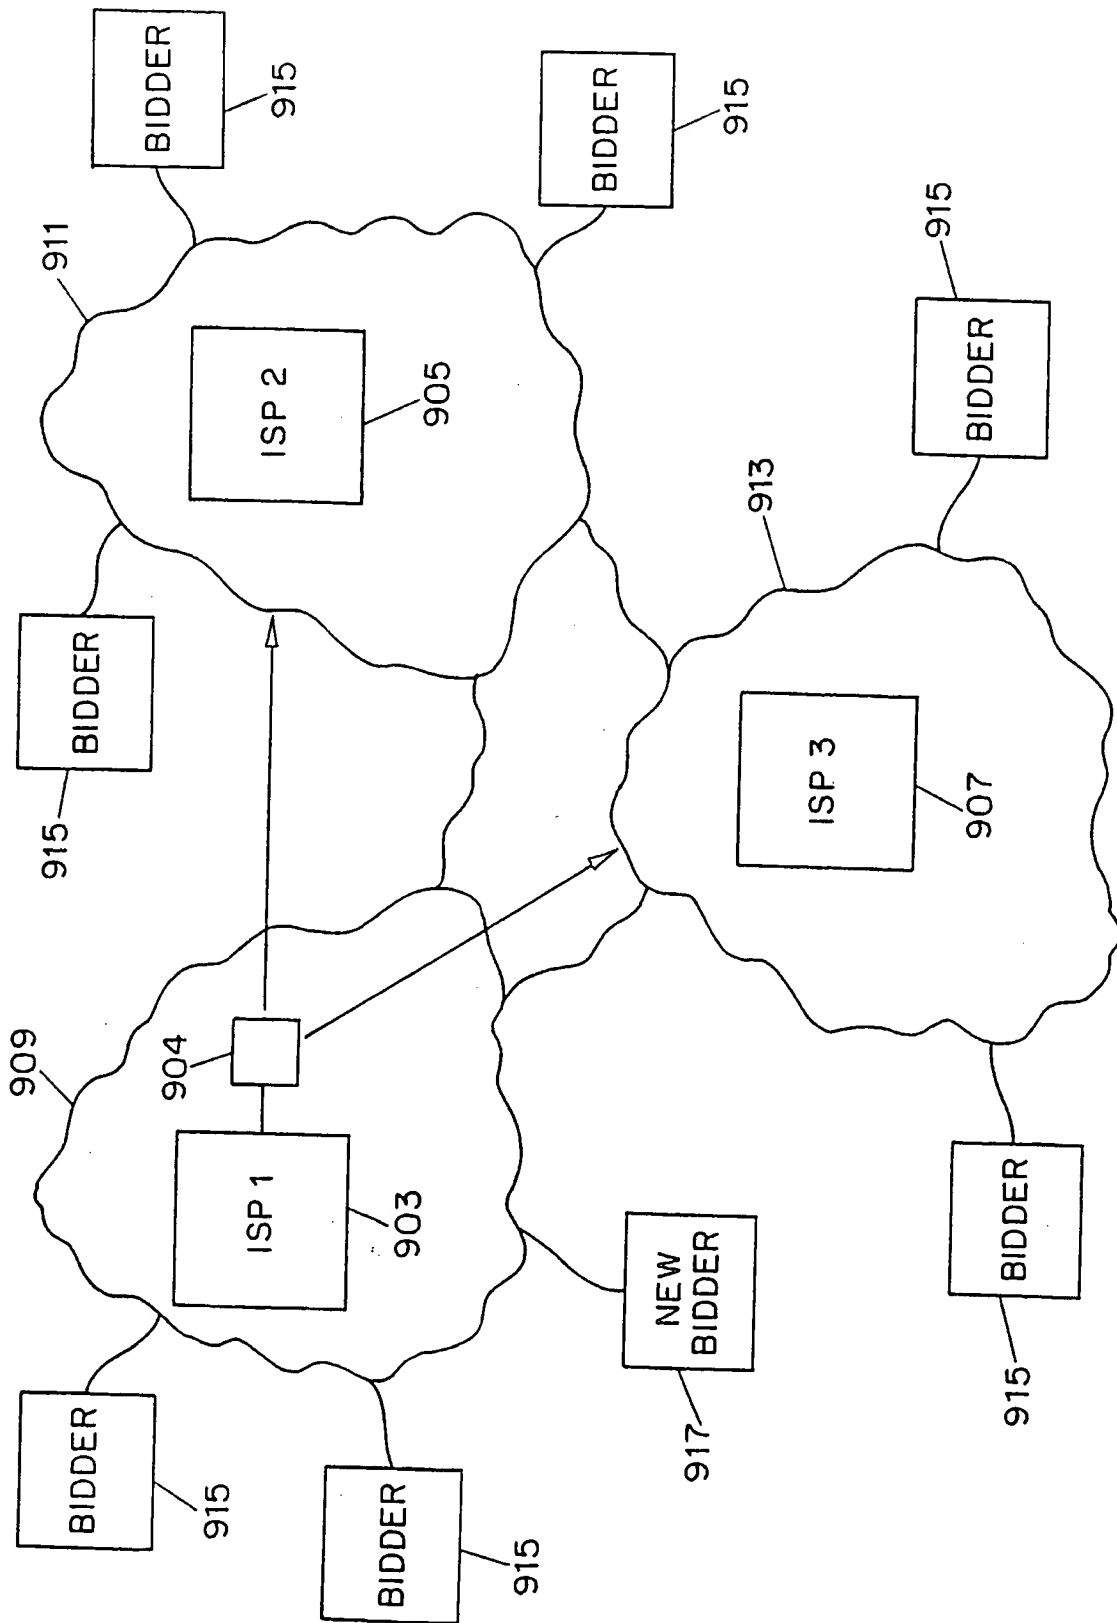 BIDDER
915
BIDDER
915
909
ISP 1
903
904
NEW
BIDDER
917
BIDDER
915
911
ISP 2
905
BIDDER
915
BIDDER
915
913
ISP 3
907
BIDDER
915
BIDDER
915